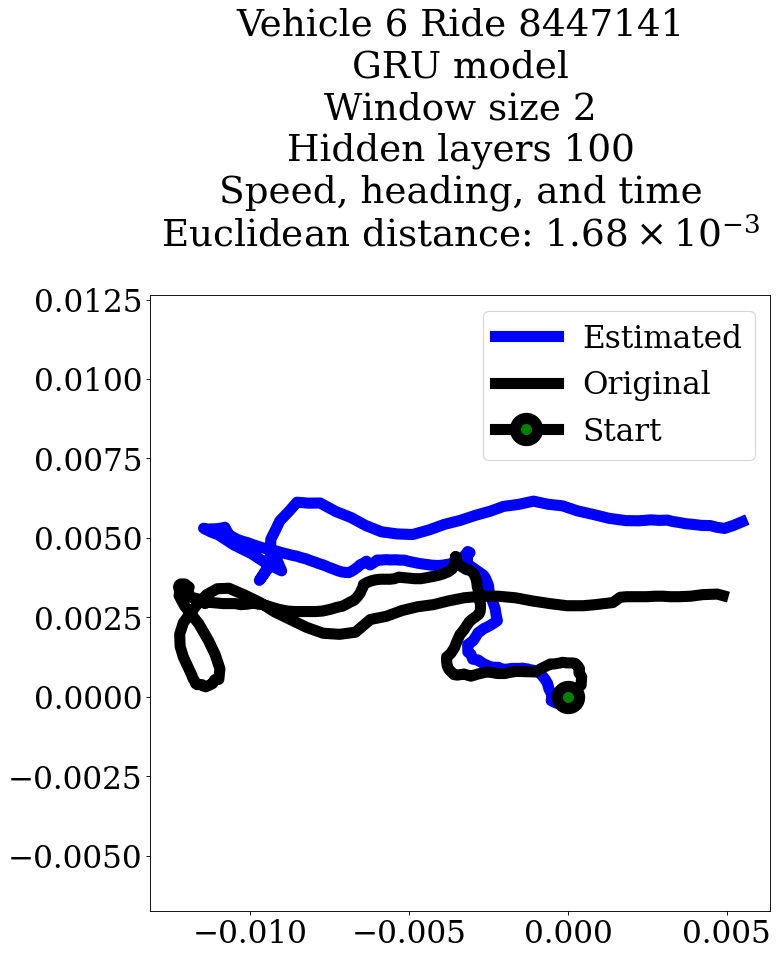 Vehicle 6 Ride 8447141
GRU model
Window size 2
Hidden layers 100
Speed, heading, and time
Euclidean distance: 1.68 × 10⁻³
0.0125
0.0100
0.0075
0.0050
0.0025
0.0000
−0.0025
−0.0050
Estimated
Original
Start
−0.010 −0.005 0.000 0.005